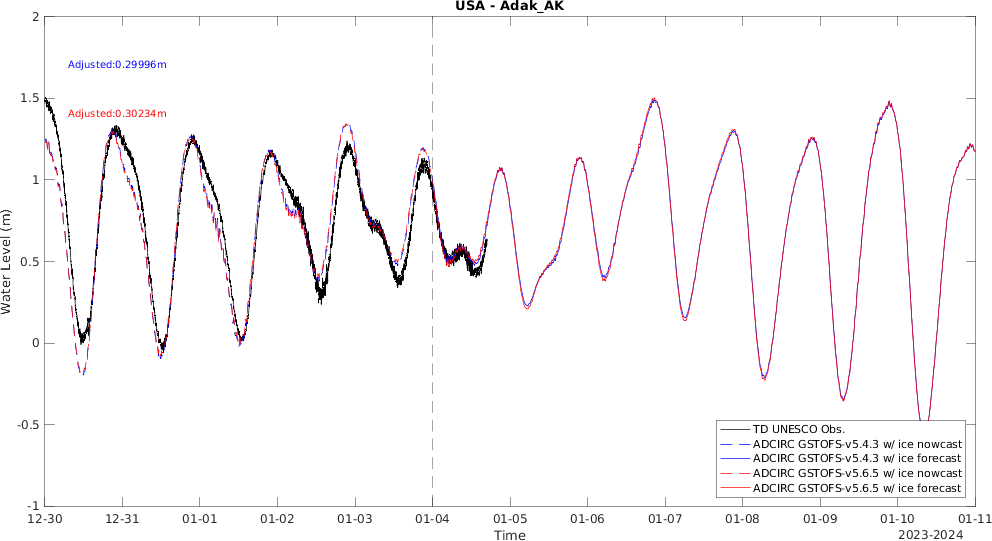 USA - Adak_AK
Adjusted:0.29996m
Adjusted:0.30234m
Water Level (m)
2
1.5
1
0.5
0
-0.5
-1
TD UNESCO Obs.
ADCIRC GSTOFS-v5.4.3 w/ ice nowcast
ADCIRC GSTOFS-v5.4.3 w/ ice forecast
ADCIRC GSTOFS-v5.6.5 w/ ice nowcast
ADCIRC GSTOFS-v5.6.5 w/ ice forecast
12-30 12-31 01-01 01-02 01-03 01-04 01-05 01-06 01-07 01-08 01-09 01-10 01-11
Time
2023-2024